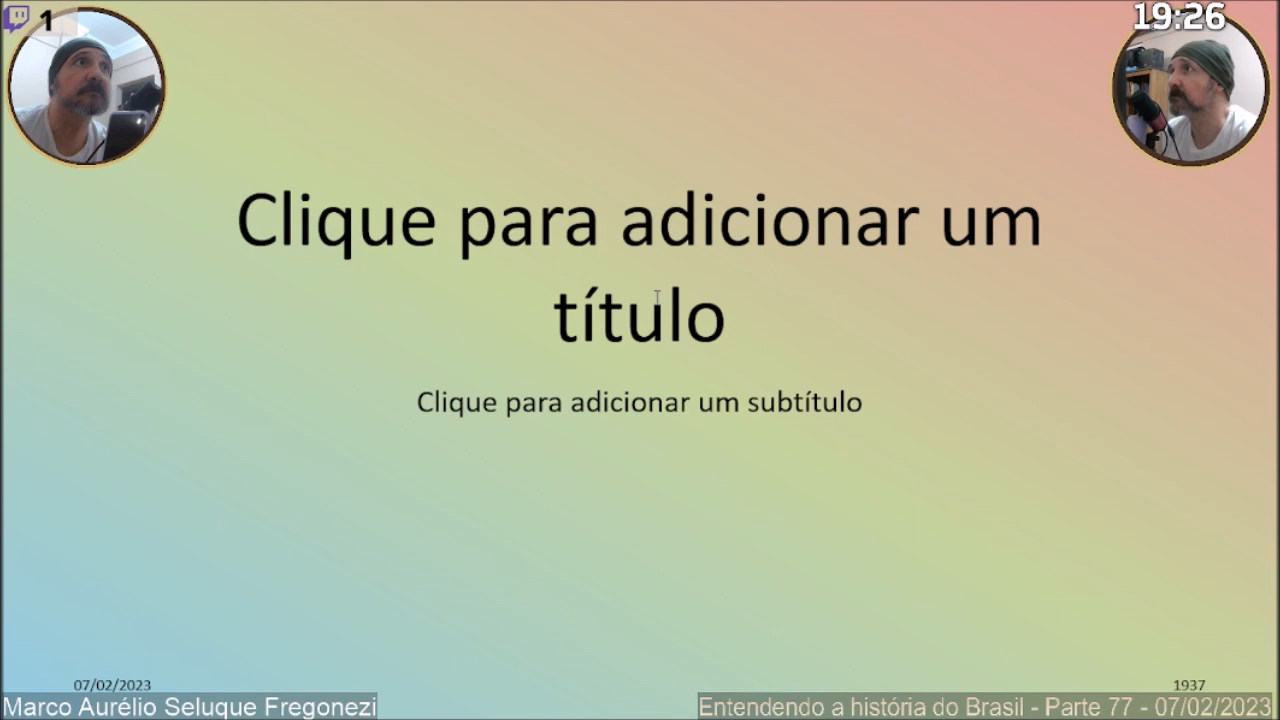 1
19:26
Clique para adicionar um
título
Clique para adicionar um subtítulo
07/02/2023
1937
Marco Aurélio Seluque Fregonezi
Entendendo a história do Brasil - Parte 77 - 07/02/2023